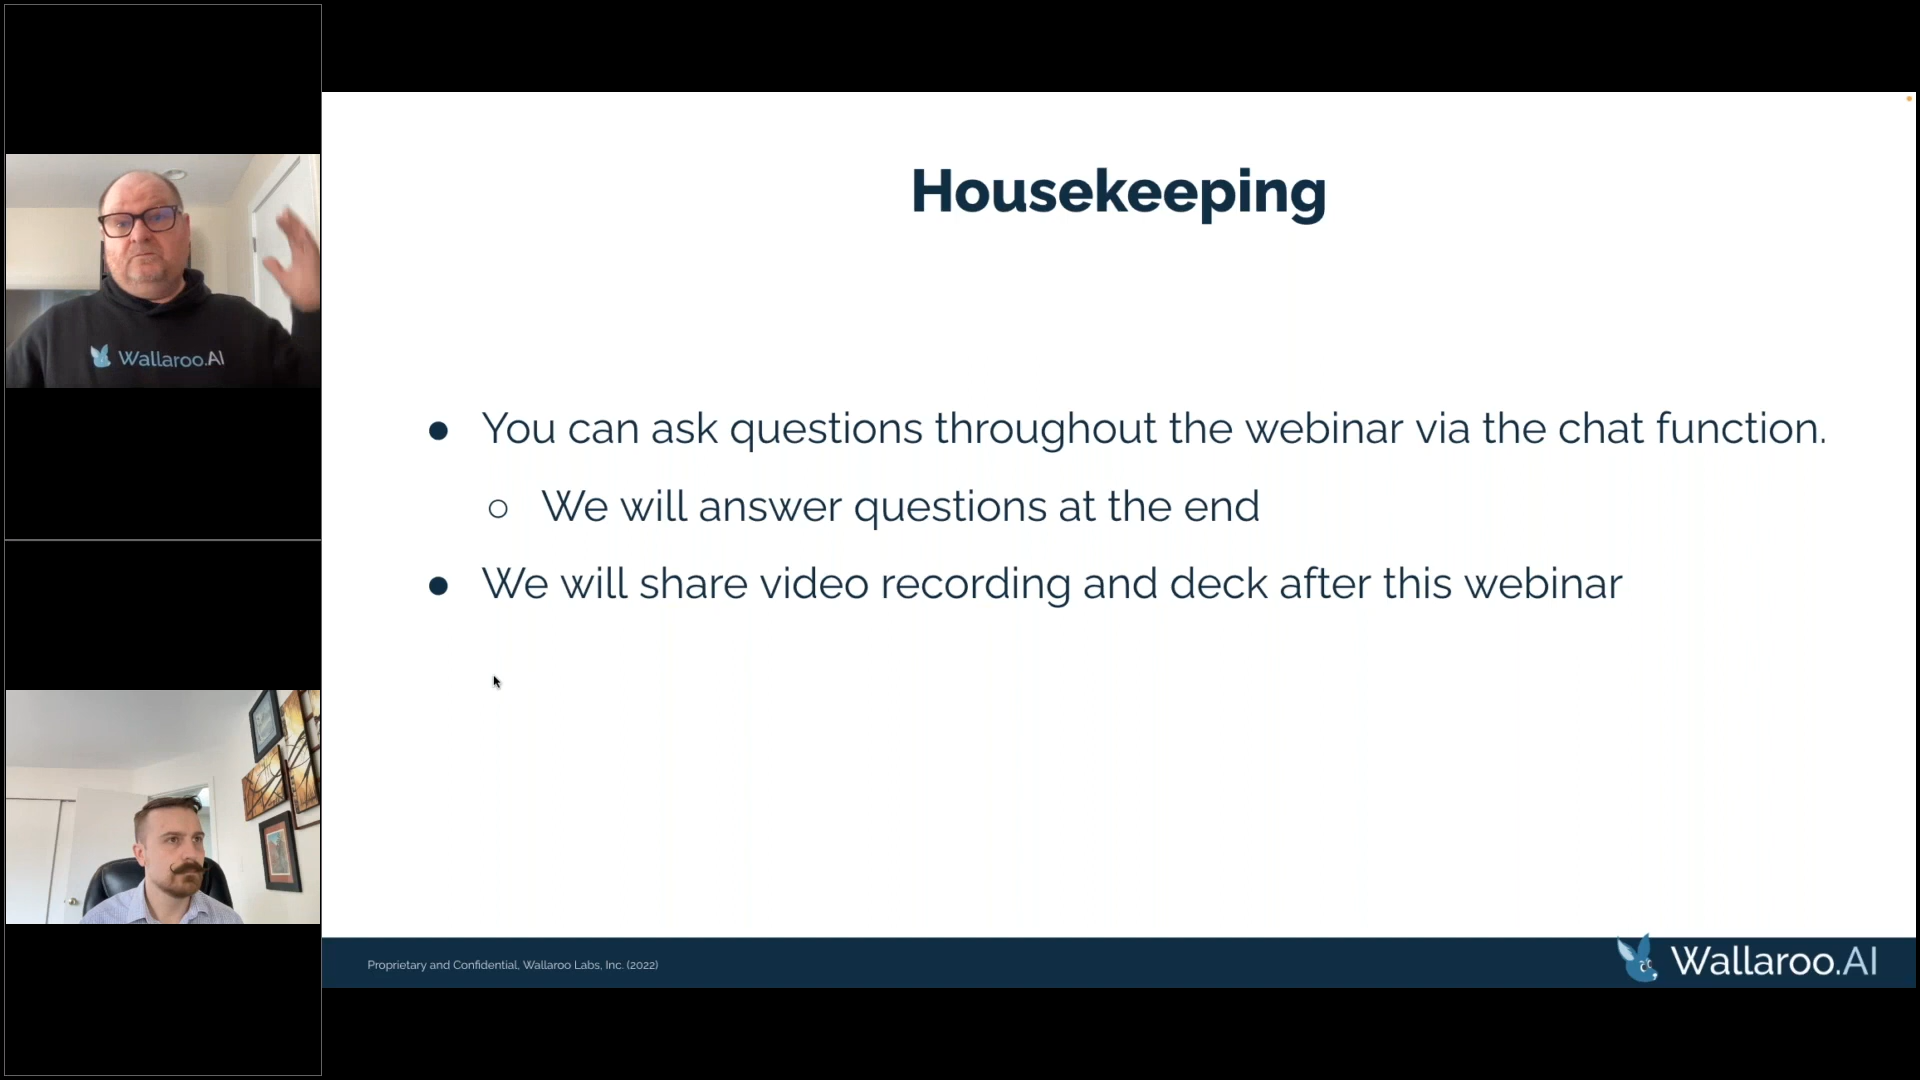 Housekeeping
● You can ask questions throughout the webinar via the chat function.
○ We will answer questions at the end
● We will share video recording and deck after this webinar
Wallaroo.AI
Proprietary and Confidential, Wallaroo Labs, Inc. (2022)
Wallaroo.AI